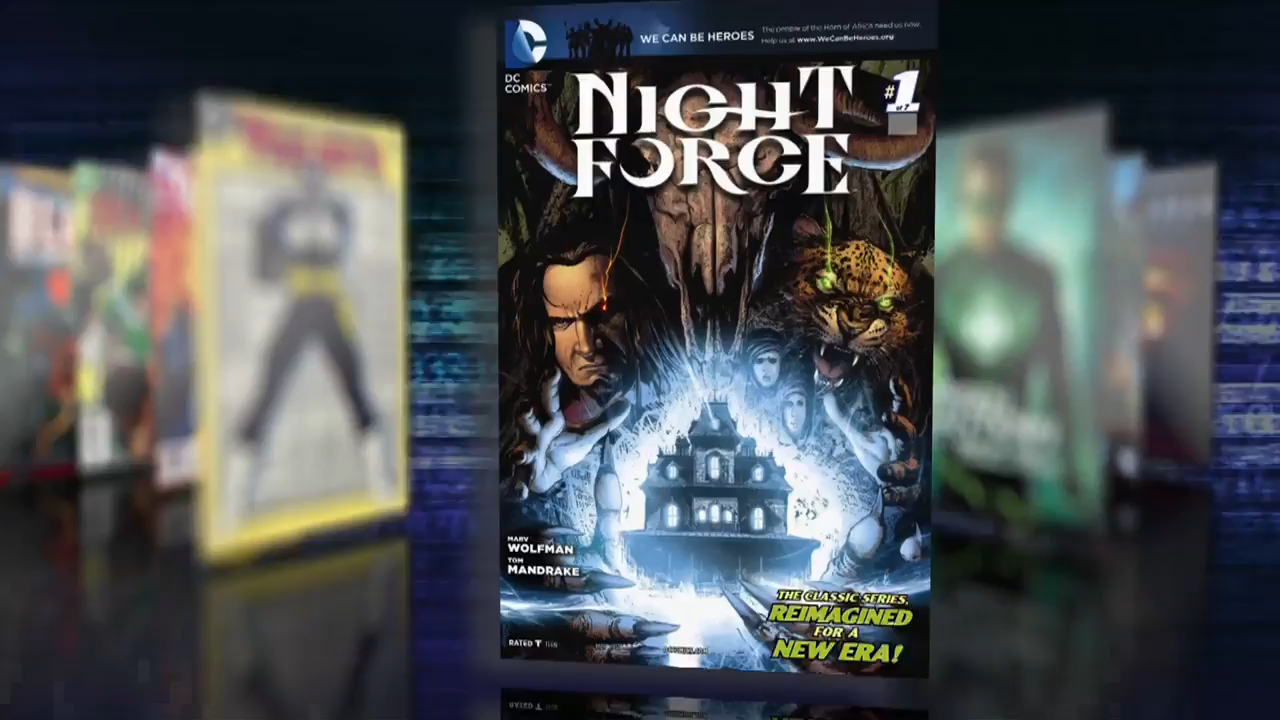 WE CAN BE HEROES
The people of the Horn of Africa need us now.
Help us at www.WeCanBeHeroes.org
DC
COMICS™
NIGHT
FORCE
#1
OF 7
MARV
WOLFMAN
TOM
MANDRAKE
THE CLASSIC SERIES,
REIMAGINED
FOR A
NEW ERA!
RATED T TEEN